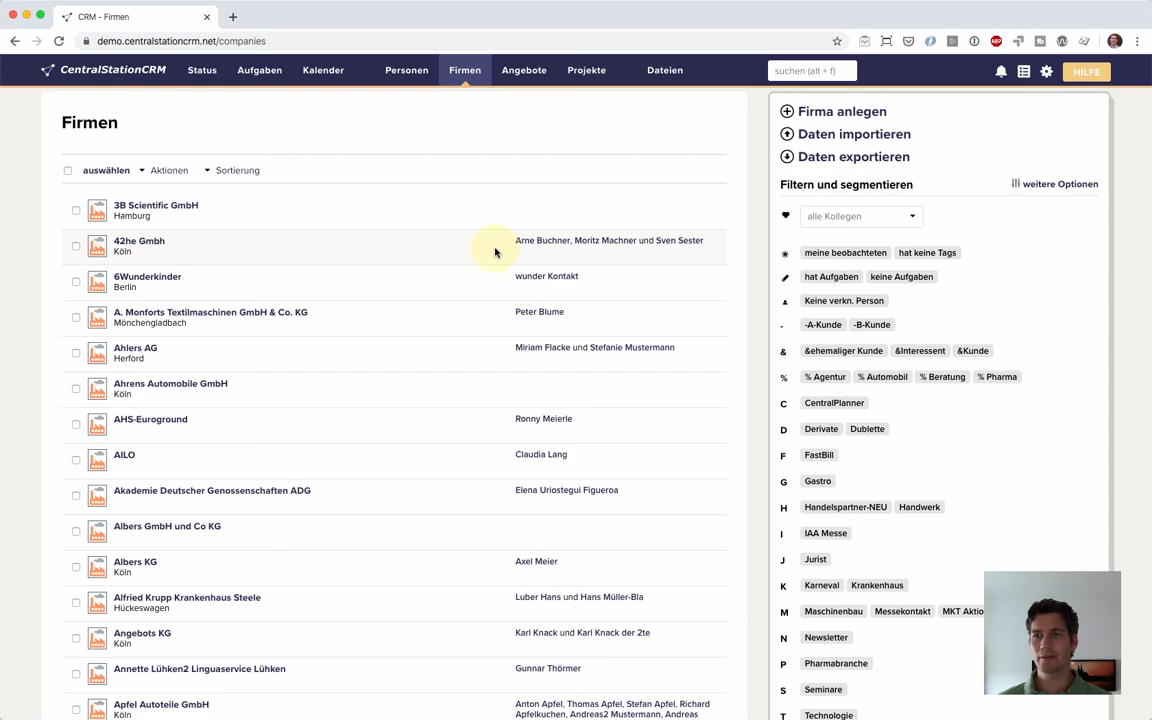 CRM - Firmen
demo.centralstationcrm.net/companies
CentralStationCRM Status Aufgaben Kalender Personen Firmen Angebote Projekte Dateien suchen (alt + f) HILFE
Firmen
auswählen Aktionen Sortierung
3B Scientific GmbH
Hamburg
42he Gmbh Arne Buchner, Moritz Machner und Sven Sester
Köln
6Wunderkinder wunder Kontakt
Berlin
A. Monforts Textilmaschinen GmbH & Co. KG Peter Blume
Mönchengladbach
Ahlers AG Miriam Flacke und Stefanie Mustermann
Herford
Ahrens Automobile GmbH
Köln
AHS-Euroground Ronny Meierle
AILO Claudia Lang
Akademie Deutscher Genossenschaften ADG Elena Uriostegui Figueroa
Albers GmbH und Co KG
Albers KG Axel Meier
Köln
Alfried Krupp Krankenhaus Steele Luber Hans und Hans Müller-Bla
Hückeswagen
Angebots KG Karl Knack und Karl Knack der 2te
Köln
Annette Lühken2 Linguaservice Lühken Gunnar Thörmer
Apfel Autoteile GmbH Anton Apfel, Thomas Apfel, Stefan Apfel, Richard
Köln Apfelkuchen, Andreas2 Mustermann, Andreas
Firma anlegen
Daten importieren
Daten exportieren
Filtern und segmentieren weitere Optionen
alle Kollegen
meine beobachteten hat keine Tags
hat Aufgaben keine Aufgaben
Keine verkn. Person
- -A-Kunde -B-Kunde
& &ehemaliger Kunde &Interessent &Kunde
% % Agentur % Automobil % Beratung % Pharma
C CentralPlanner
D Derivate Dublette
F FastBill
G Gastro
H Handelspartner-NEU Handwerk
I IAA Messe
J Jurist
K Karneval Krankenhaus
M Maschinenbau Messekontakt MKT Aktio
N Newsletter
P Pharmabranche
S Seminare
T Technologie